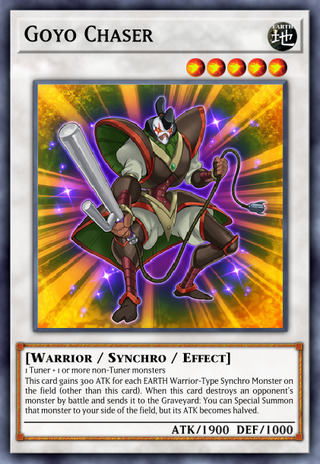 Goyo Chaser
EARTH
地
[Warrior / Synchro / Effect]
1 Tuner + 1 or more non-Tuner monsters
This card gains 300 ATK for each EARTH Warrior-Type Synchro Monster on
the field (other than this card). When this card destroys an opponent's
monster by battle and sends it to the Graveyard: You can Special Summon
that monster to your side of the field, but its ATK becomes halved.
ATK/1900 DEF/1000